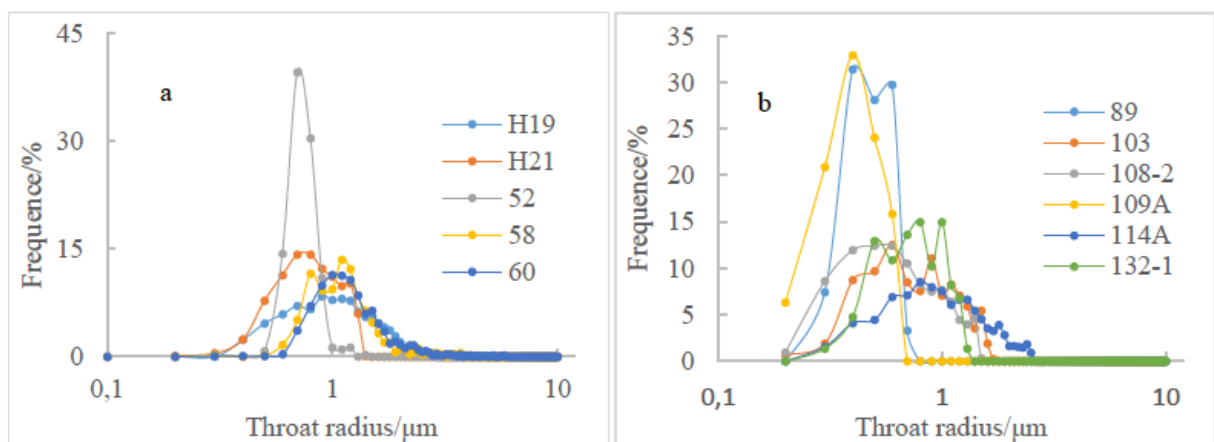 45
30
15
0
Frequence/%
a
H19
H21
52
58
60
0,1
1
10
Throat radius/μm
35
30
25
20
15
10
5
0
Frequence/%
b
89
103
108-2
109A
114A
132-1
0,1
1
10
Throat radius/μm